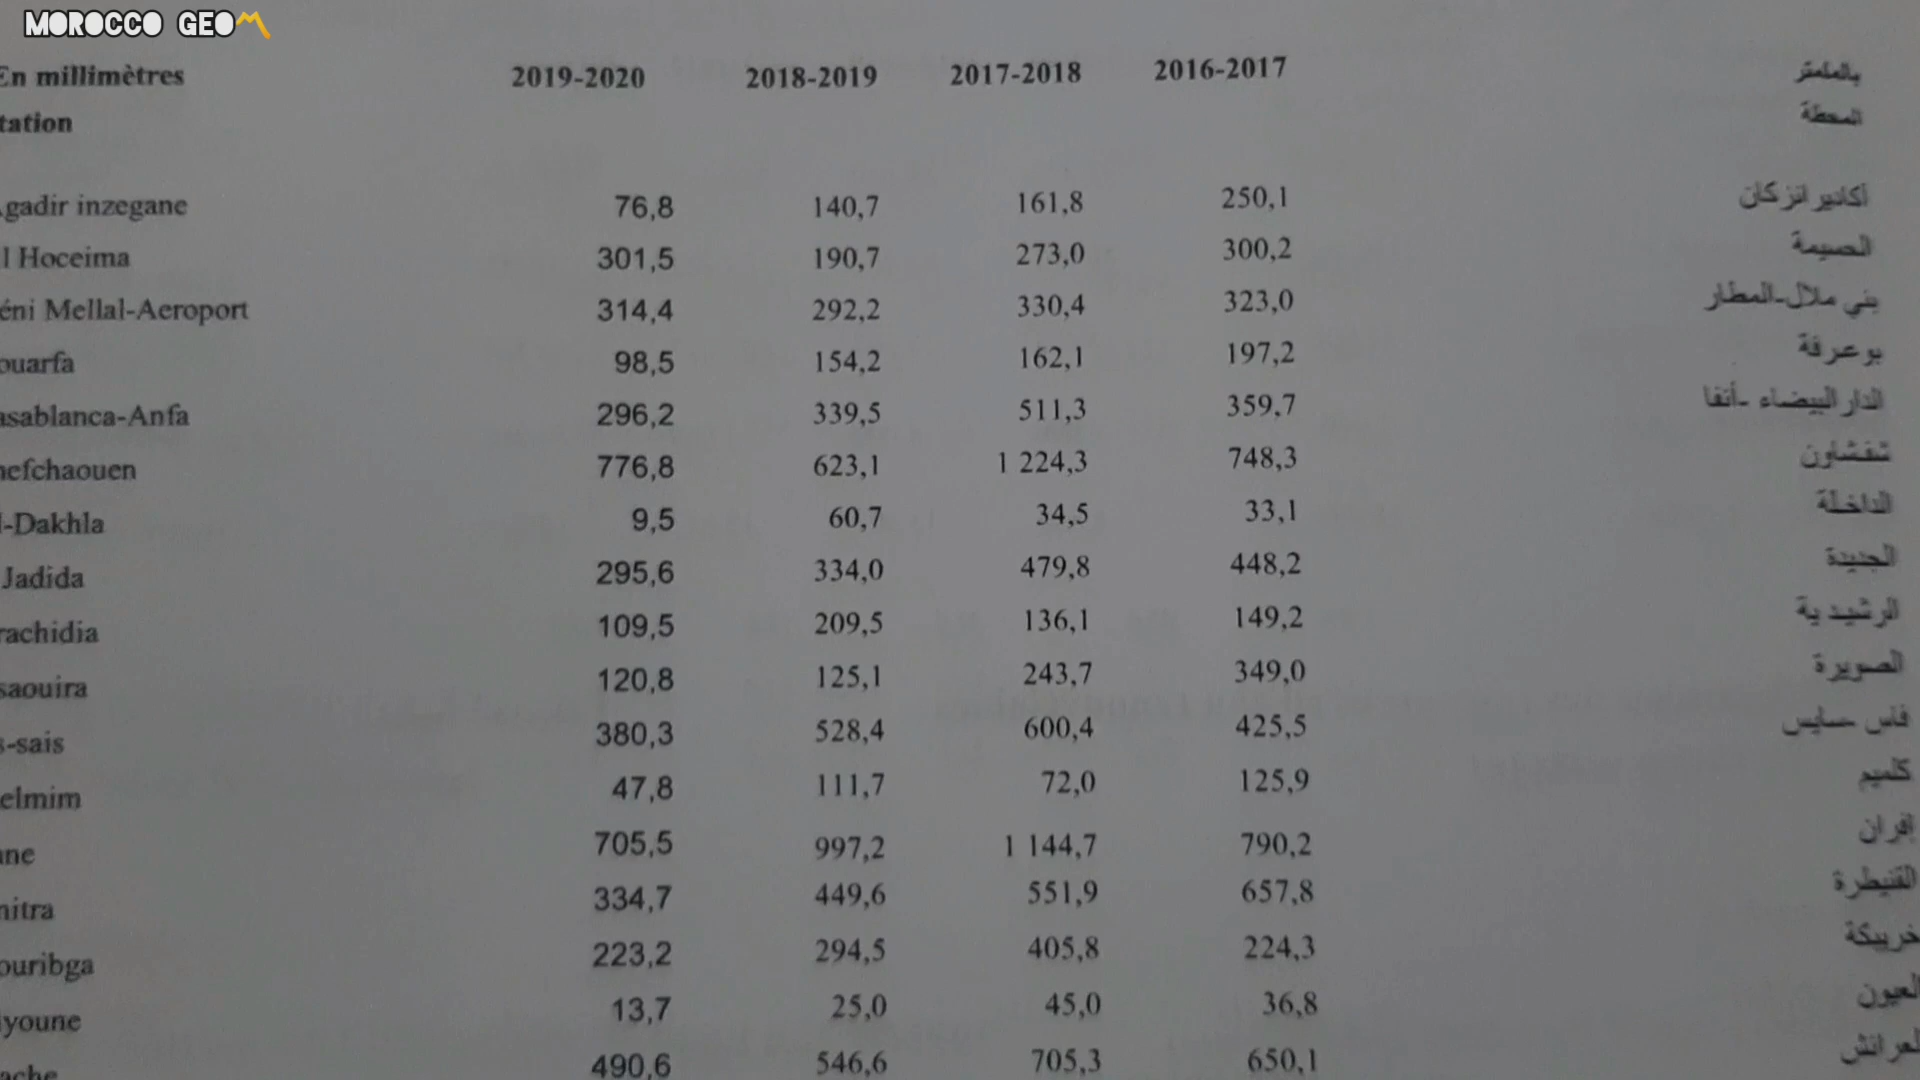 MOROCCO GEO
En millimètres 2019-2020 2018-2019 2017-2018 2016-2017 بالملمتر
tation المحطة
gadir inzegane 76,8 140,7 161,8 250,1 أكادير انزكان
l Hoceima 301,5 190,7 273,0 300,2 الحسيمة
éni Mellal-Aeroport 314,4 292,2 330,4 323,0 بني ملال-المطار
ouarfa 98,5 154,2 162,1 197,2 بوعرفة
asablanca-Anfa 296,2 339,5 511,3 359,7 الدار البيضاء -أنفا
hefchaouen 776,8 623,1 1 224,3 748,3 شفشاون
l-Dakhla 9,5 60,7 34,5 33,1 الداخلة
Jadida 295,6 334,0 479,8 448,2 الجديدة
rachidia 109,5 209,5 136,1 149,2 الرشيدية
saouira 120,8 125,1 243,7 349,0 الصويرة
s-sais 380,3 528,4 600,4 425,5 فاس -سايس
elmim 47,8 111,7 72,0 125,9 كلميم
ane 705,5 997,2 1 144,7 790,2 إفران
nitra 334,7 449,6 551,9 657,8 القنيطرة
ouribga 223,2 294,5 405,8 224,3 خريبكة
yyoune 13,7 25,0 45,0 36,8 العيون
ache 490,6 546,6 705,3 650,1 العرائش